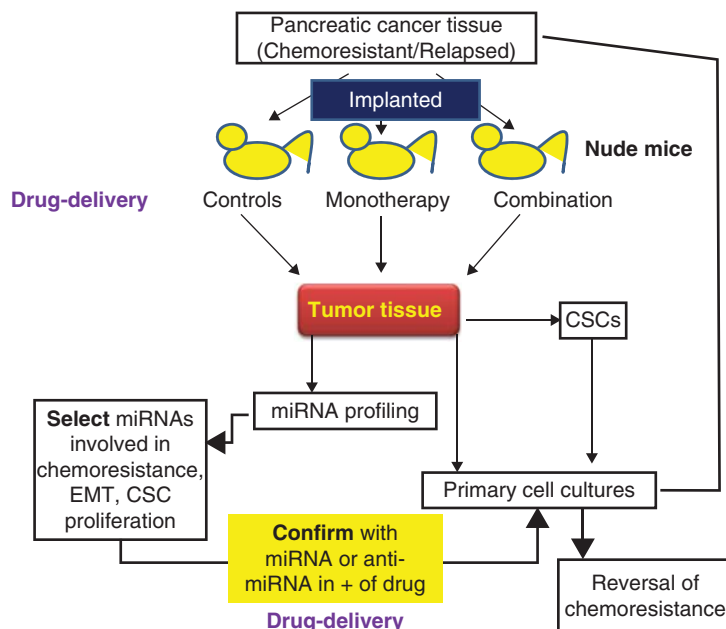 Pancreatic cancer tissue
(Chemoresistant/Relapsed)
Implanted
Nude mice
Drug-delivery
Controls
Monotherapy
Combination
Tumor tissue
CSCs
miRNA profiling
Select miRNAs
involved in
chemoresistance,
EMT, CSC
proliferation
Primary cell cultures
Confirm with
miRNA or anti-
miRNA in + of drug
Drug-delivery
Reversal of
chemoresistance